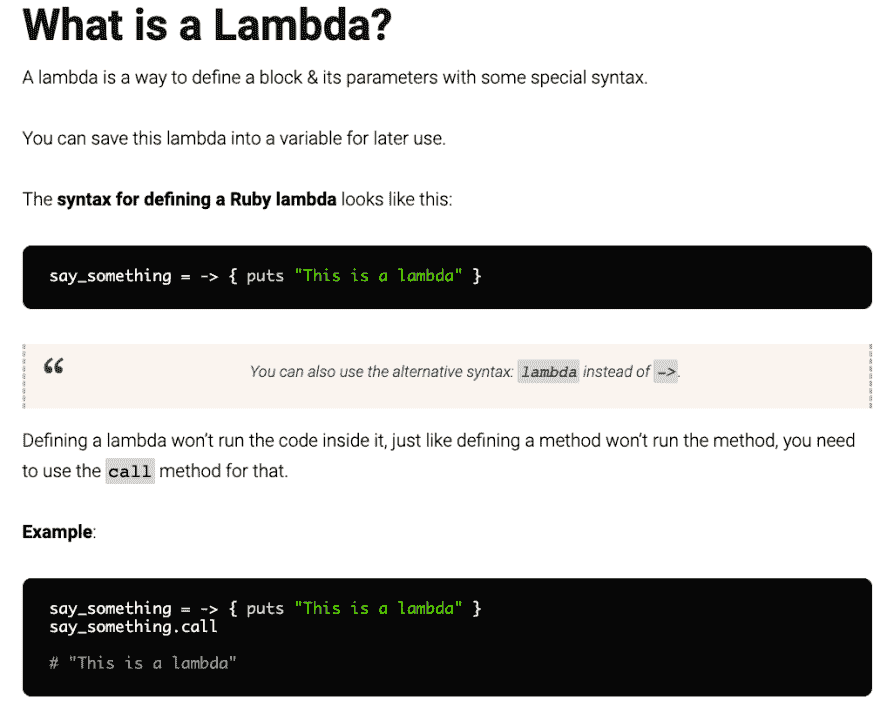 What is a Lambda?
A lambda is a way to define a block & its parameters with some special syntax.
You can save this lambda into a variable for later use.
The syntax for defining a Ruby lambda looks like this:
say_something = -> { puts "This is a lambda" }
“ You can also use the alternative syntax: lambda instead of ->.
Defining a lambda won’t run the code inside it, just like defining a method won’t run the method, you need
to use the call method for that.
Example:
say_something = -> { puts "This is a lambda" }
say_something.call
# "This is a lambda"